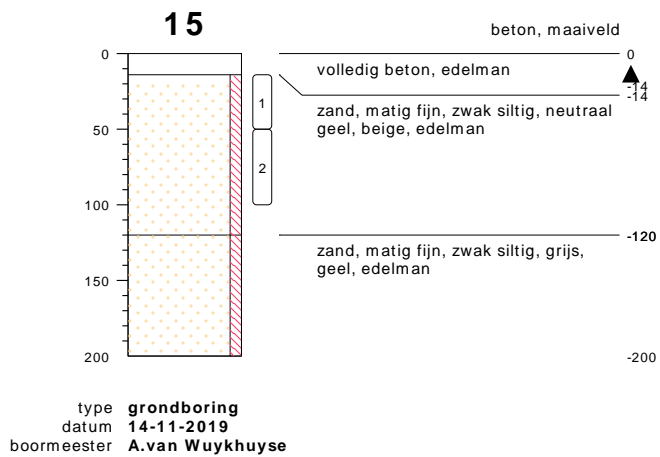 15
beton, maaiveld
0
0
volledig beton, edelman
-14
-14
zand, matig fijn, zwak siltig, neutraal
geel, beige, edelman
1
50
2
100
120
-120
zand, matig fijn, zwak siltig, grijs,
geel, edelman
150
200
-200
type grondboring
datum 14-11-2019
boormeester A.van Wuykhuyse